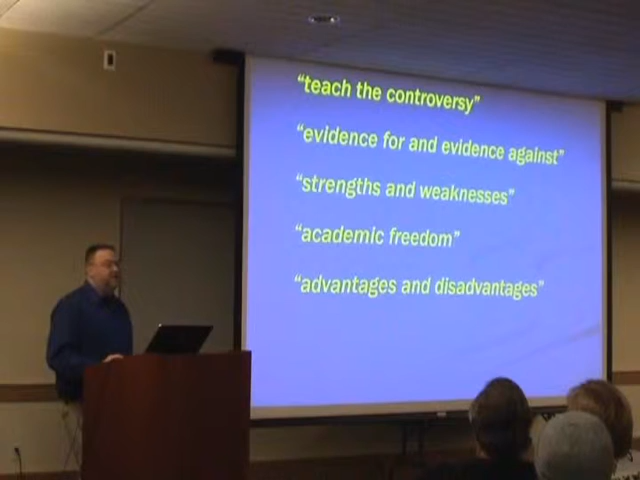 “teach the controversy”
“evidence for and evidence against”
“strengths and weaknesses”
“academic freedom”
“advantages and disadvantages”